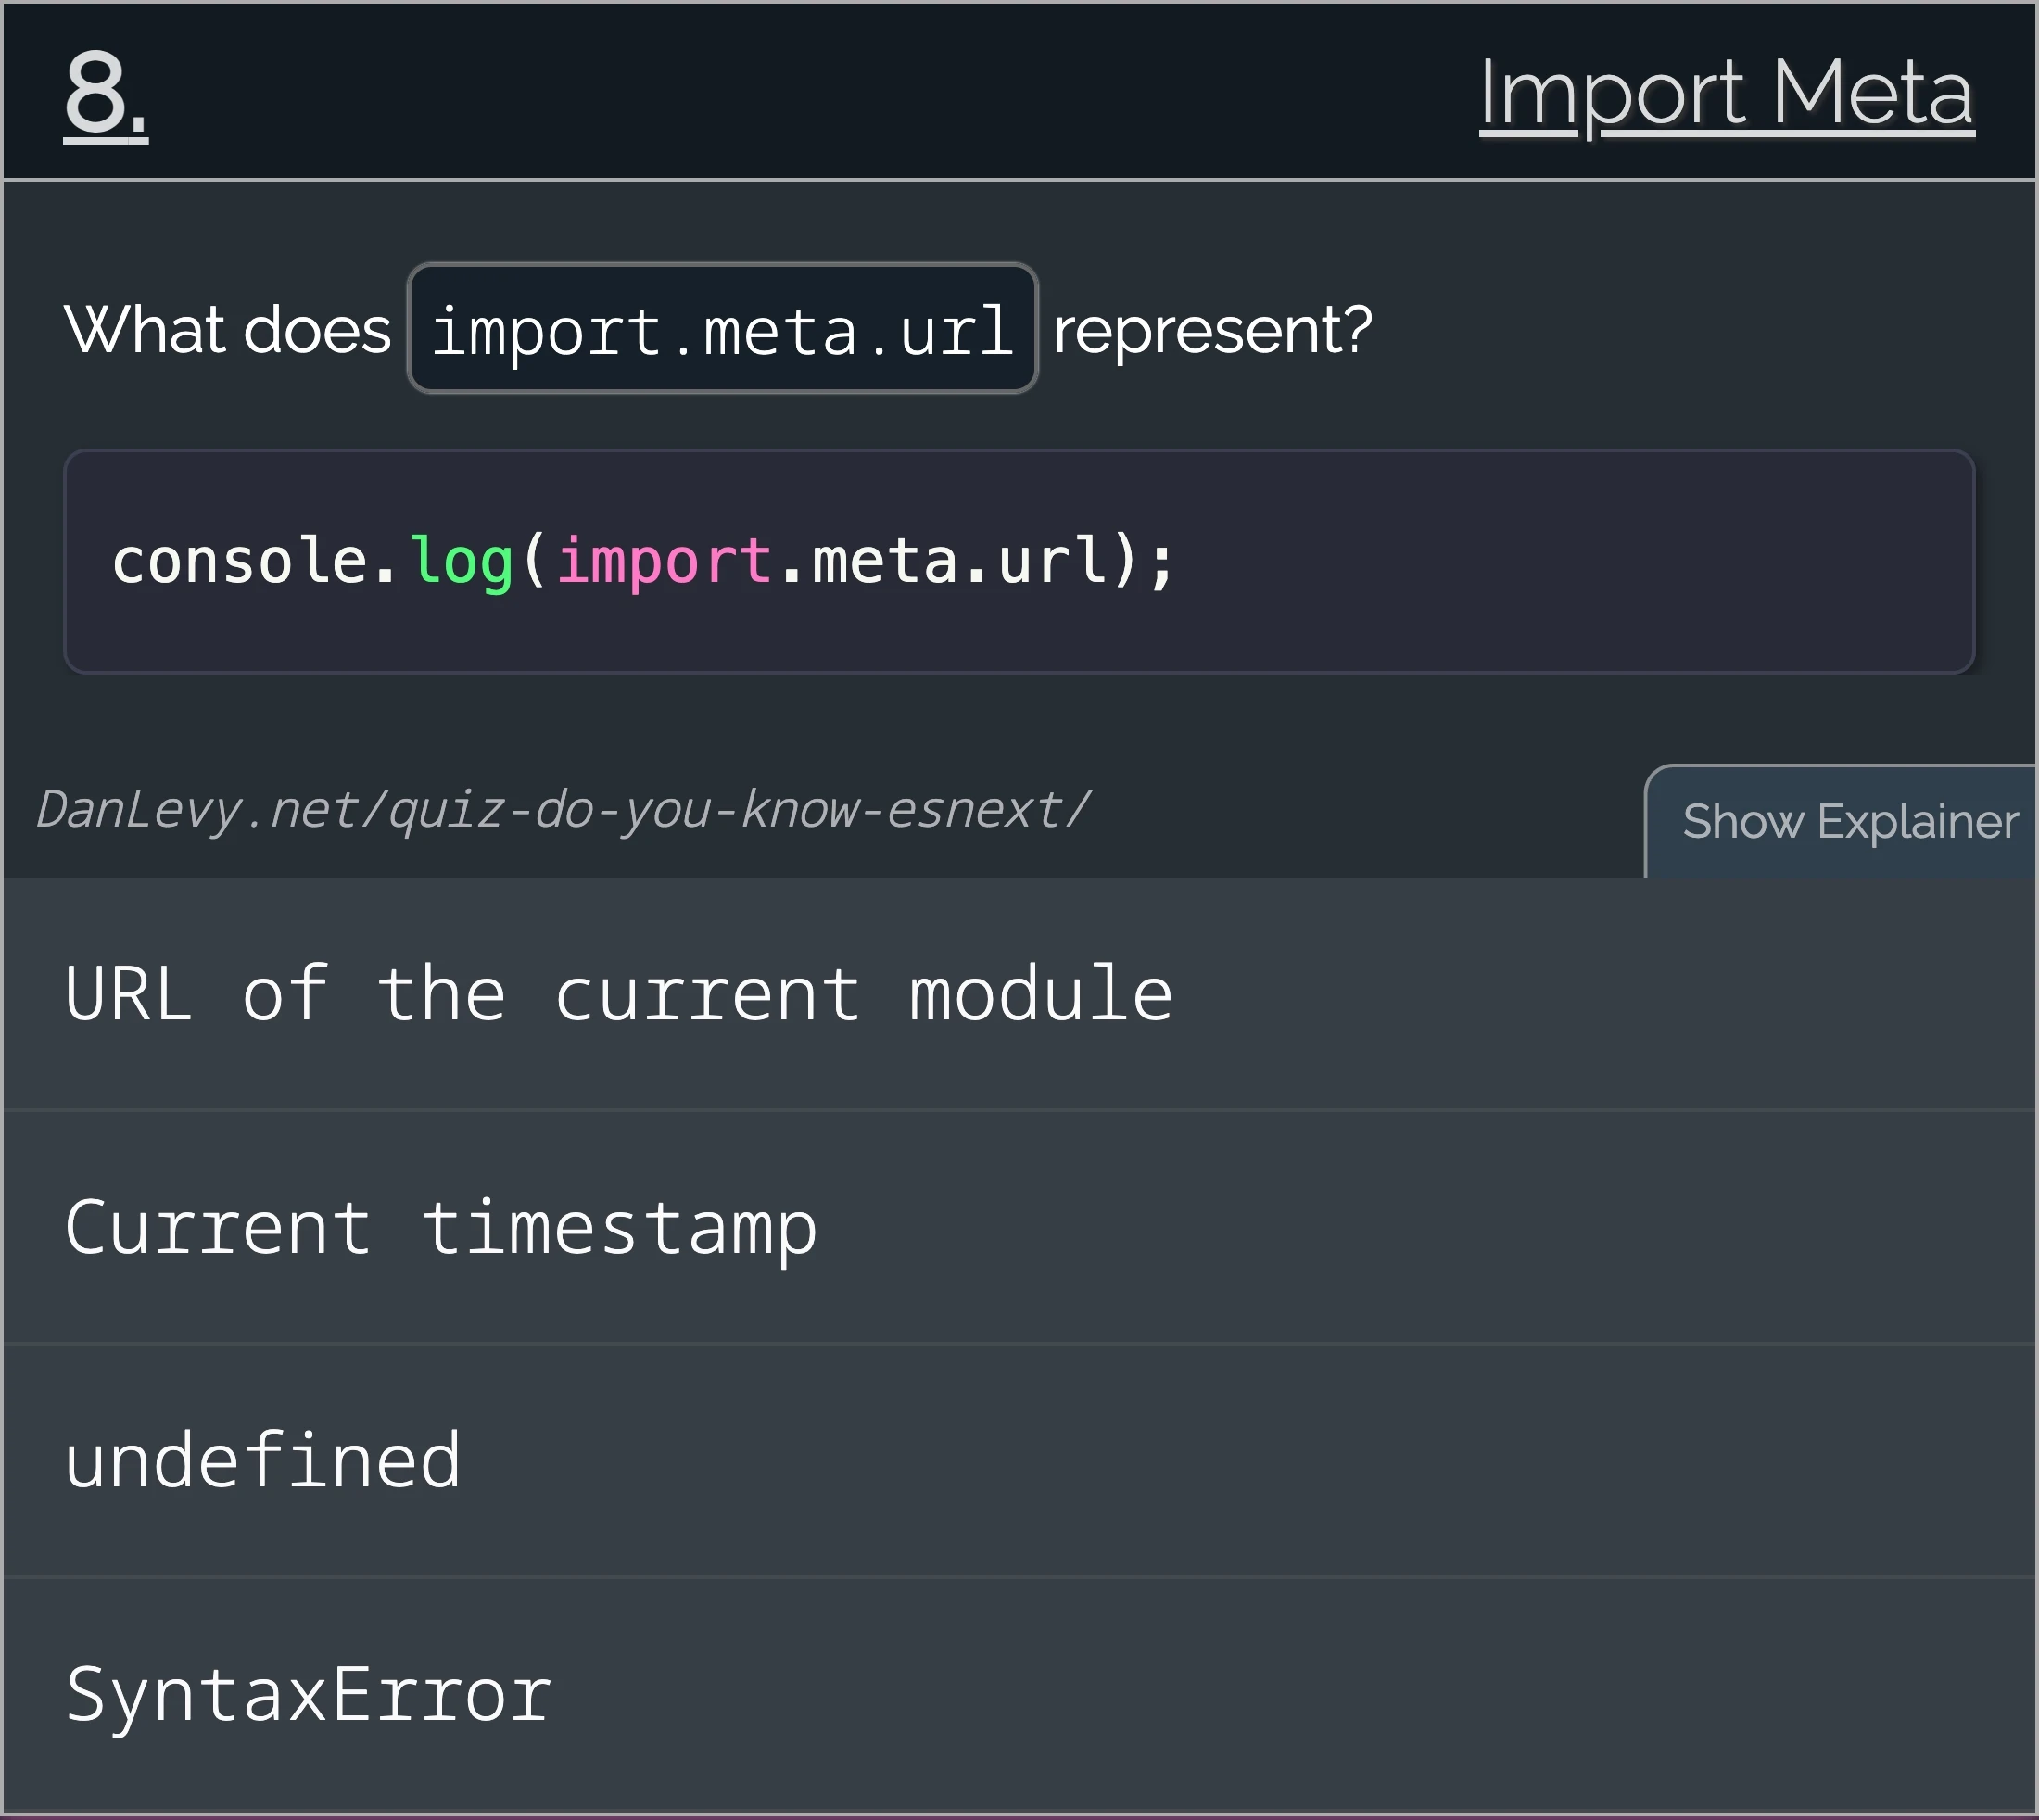 8.
Import Meta
What does import.meta.url represent?
console.log(import.meta.url);
DanLevy.net/quiz-do-you-know-esnext/
Show Explainer
URL of the current module
Current timestamp
undefined
SyntaxError